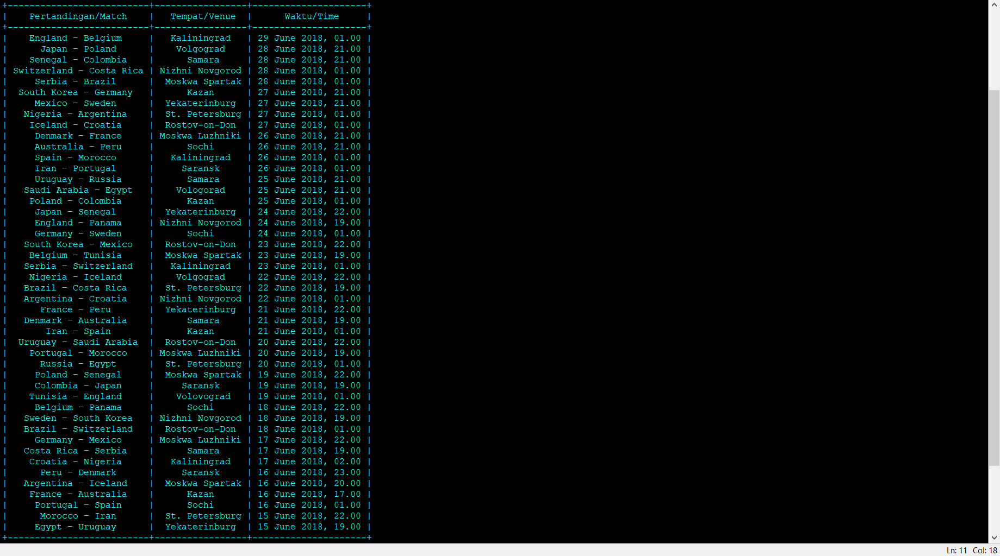 +--------------------------+-----------------+---------------------+
|    Pertandingan/Match    |   Tempat/Venue  |      Waktu/Time     |
+--------------------------+-----------------+---------------------+
|    England - Belgium     |   Kaliningrad   | 29 June 2018, 01.00 |
|      Japan - Poland      |    Volgograd    | 28 June 2018, 21.00 |
|    Senegal - Colombia    |      Samara     | 28 June 2018, 21.00 |
| Switzerland - Costa Rica | Nizhni Novgorod | 28 June 2018, 01.00 |
|     Serbia - Brazil      |  Moskwa Spartak | 28 June 2018, 01.00 |
|  South Korea - Germany   |      Kazan      | 27 June 2018, 21.00 |
|     Mexico - Sweden      |  Yekaterinburg  | 27 June 2018, 21.00 |
|   Nigeria - Argentina    |  St. Petersburg | 27 June 2018, 01.00 |
|    Iceland - Croatia     |  Rostov-on-Don  | 27 June 2018, 01.00 |
|     Denmark - France     | Moskwa Luzhniki | 26 June 2018, 21.00 |
|     Australia - Peru     |      Sochi      | 26 June 2018, 21.00 |
|     Spain - Morocco      |   Kaliningrad   | 26 June 2018, 01.00 |
|     Iran - Portugal      |     Saransk     | 26 June 2018, 01.00 |
|     Uruguay - Russia     |      Samara     | 25 June 2018, 21.00 |
|   Saudi Arabia - Egypt   |    Vologorad    | 25 June 2018, 21.00 |
|    Poland - Colombia     |      Kazan      | 25 June 2018, 01.00 |
|     Japan - Senegal      |  Yekaterinburg  | 24 June 2018, 22.00 |
|     England - Panama     | Nizhni Novgorod | 24 June 2018, 19.00 |
|     Germany - Sweden     |      Sochi      | 24 June 2018, 01.00 |
|   South Korea - Mexico   |  Rostov-on-Don  | 23 June 2018, 22.00 |
|    Belgium - Tunisia     |  Moskwa Spartak | 23 June 2018, 19.00 |
|   Serbia - Switzerland   |   Kaliningrad   | 23 June 2018, 01.00 |
|    Nigeria - Iceland     |    Volgograd    | 22 June 2018, 22.00 |
|   Brazil - Costa Rica    |  St. Petersburg | 22 June 2018, 19.00 |
|   Argentina - Croatia    | Nizhni Novgorod | 22 June 2018, 01.00 |
|      France - Peru       |  Yekaterinburg  | 21 June 2018, 22.00 |
|   Denmark - Australia    |      Samara     | 21 June 2018, 19.00 |
|       Iran - Spain       |      Kazan      | 21 June 2018, 01.00 |
|  Uruguay - Saudi Arabia  |  Rostov-on-Don  | 20 June 2018, 22.00 |
|    Portugal - Morocco    | Moskwa Luzhniki | 20 June 2018, 19.00 |
|      Russia - Egypt      |  St. Petersburg | 20 June 2018, 01.00 |
|     Poland - Senegal     |  Moskwa Spartak | 19 June 2018, 22.00 |
|     Colombia - Japan     |     Saransk     | 19 June 2018, 19.00 |
|    Tunisia - England     |    Volovograd   | 19 June 2018, 01.00 |
|     Belgium - Panama     |      Sochi      | 18 June 2018, 22.00 |
|   Sweden - South Korea   | Nizhni Novgorod | 18 June 2018, 19.00 |
|   Brazil - Switzerland   |  Rostov-on-Don  | 18 June 2018, 01.00 |
|     Germany - Mexico     | Moskwa Luzhniki | 17 June 2018, 22.00 |
|   Costa Rica - Serbia    |      Samara     | 17 June 2018, 19.00 |
|    Croatia - Nigeria     |   Kaliningrad   | 17 June 2018, 02.00 |
|      Peru - Denmark      |     Saransk     | 16 June 2018, 23.00 |
|   Argentina - Iceland    |  Moskwa Spartak | 16 June 2018, 20.00 |
|    France - Australia    |      Kazan      | 16 June 2018, 17.00 |
|     Portugal - Spain     |      Sochi      | 16 June 2018, 01.00 |
|      Morocco - Iran      |  St. Petersburg | 15 June 2018, 22.00 |
|     Egypt - Uruguay      |  Yekaterinburg  | 15 June 2018, 19.00 |
+--------------------------+-----------------+---------------------+
Ln: 11 Col: 18